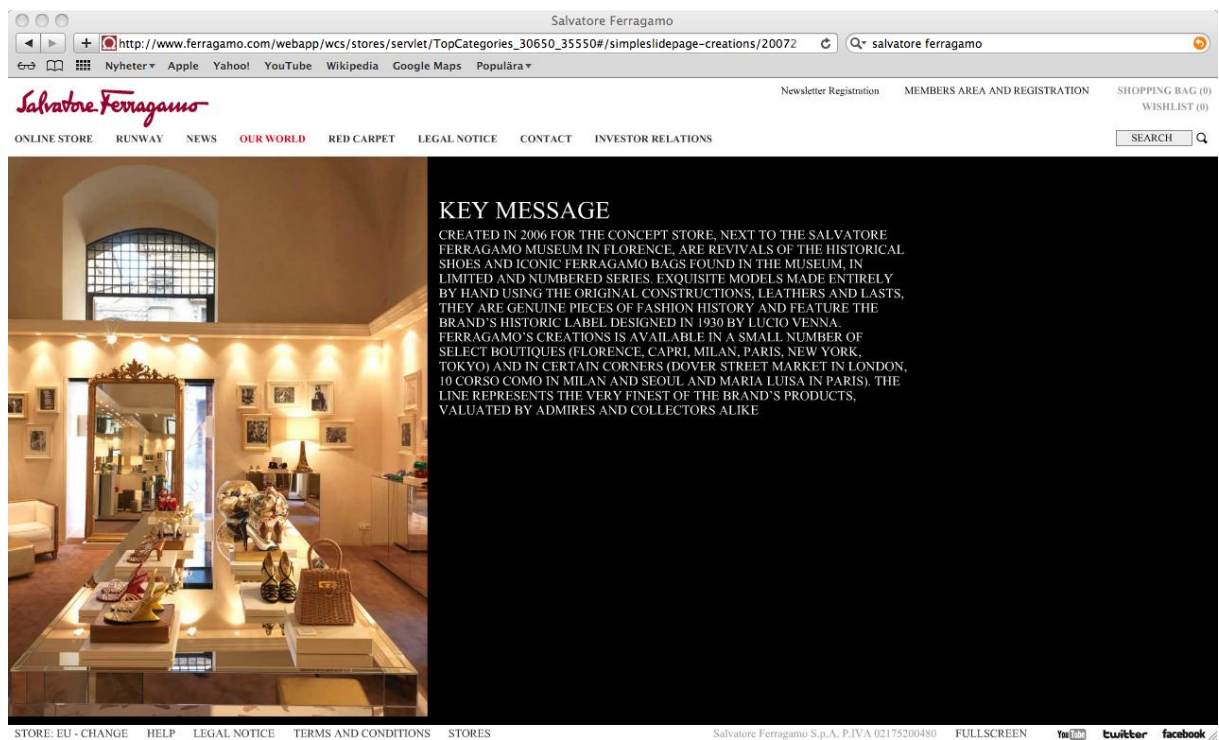 Salvatore Ferragamo
http://www.ferragamo.com/webapp/wcs/stores/servlet/TopCategories_30650_35550#/simpleslidepage-creations/20072
salvatore ferragamo
Nyheter Apple Yahoo! YouTube Wikipedia Google Maps Populära
Salvatore Ferragamo
Newsletter Registration MEMBERS AREA AND REGISTRATION SHOPPING BAG (0)
WISHLIST (0)
ONLINE STORE RUNWAY NEWS OUR WORLD RED CARPET LEGAL NOTICE CONTACT INVESTOR RELATIONS SEARCH
KEY MESSAGE
CREATED IN 2006 FOR THE CONCEPT STORE, NEXT TO THE SALVATORE
FERRAGAMO MUSEUM IN FLORENCE, ARE REVIVALS OF THE HISTORICAL
SHOES AND ICONIC FERRAGAMO BAGS FOUND IN THE MUSEUM, IN
LIMITED AND NUMBERED SERIES. EXQUISITE MODELS MADE ENTIRELY
BY HAND USING THE ORIGINAL CONSTRUCTIONS, LEATHERS AND LASTS,
THEY ARE GENUINE PIECES OF FASHION HISTORY AND FEATURE THE
BRAND'S HISTORIC LABEL DESIGNED IN 1930 BY LUCIO VENNA.
FERRAGAMO'S CREATIONS IS AVAILABLE IN A SMALL NUMBER OF
SELECT BOUTIQUES (FLORENCE, CAPRI, MILAN, PARIS, NEW YORK,
TOKYO) AND IN CERTAIN CORNERS (DOVER STREET MARKET IN LONDON,
10 CORSO COMO IN MILAN AND SEOUL AND MARIA LUISA IN PARIS). THE
LINE REPRESENTS THE VERY FINEST OF THE BRAND'S PRODUCTS,
VALUATED BY ADMIRES AND COLLECTORS ALIKE
STORE: EU - CHANGE HELP LEGAL NOTICE TERMS AND CONDITIONS STORES Salvatore Ferragamo S.p.A. P.IVA 02175200480 FULLSCREEN YouTube twitter facebook